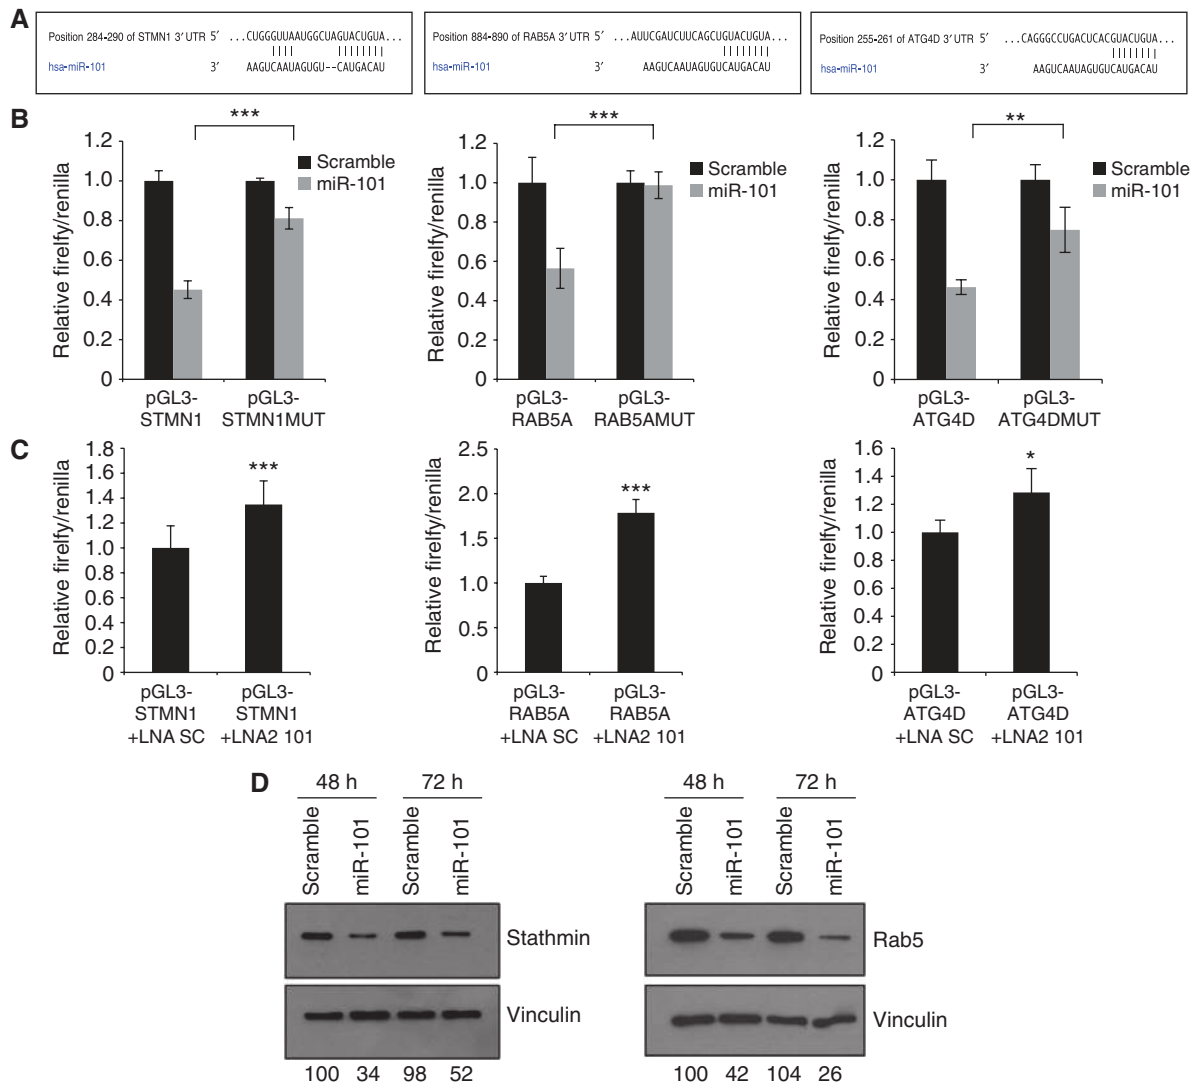 A
Position 284-290 of STMN1 3′ UTR 5′ ...CUGGGUUAAUGGCUAGUACUGUA...
hsa-miR-101 3′ AAGUCAAUAGUGU--CAUGACAU
Position 884-890 of RAB5A 3′ UTR 5′ ...AUUCGAUCUUCAGCUGUACUGUA...
hsa-miR-101 3′ AAGUCAAUAGUGUCAUGACAU
Position 255-261 of ATG4D 3′ UTR 5′ ...CAGGGCCUGACUCACGUACUGUA...
hsa-miR-101 3′ AAGUCAAUAGUGUCAUGACAU
B
Relative firelfy/renilla
1.2
1.0
0.8
0.6
0.4
0.2
0
***
Scramble
miR-101
pGL3-
STMN1
pGL3-
STMN1MUT
Relative firelfy/renilla
1.2
1.0
0.8
0.6
0.4
0.2
0
***
Scramble
miR-101
pGL3-
RAB5A
pGL3-
RAB5AMUT
Relative firelfy/renilla
1.2
1.0
0.8
0.6
0.4
0.2
0
**
Scramble
miR-101
pGL3-
ATG4D
pGL3-
ATG4DMUT
C
Relative firelfy/renilla
1.8
1.6
1.4
1.2
1.0
0.8
0.6
0.4
0.2
0
***
pGL3-
STMN1
+LNA SC
pGL3-
STMN1
+LNA2 101
Relative firelfy/renilla
2.5
2.0
1.5
1.0
0.5
0
***
pGL3-
RAB5A
+LNA SC
pGL3-
RAB5A
+LNA2 101
Relative firelfy/renilla
1.6
1.4
1.2
1.0
0.8
0.6
0.4
0.2
0
*
pGL3-
ATG4D
+LNA SC
pGL3-
ATG4D
+LNA2 101
D
48 h 72 h
Scramble
miR-101
Scramble
miR-101
Stathmin
Vinculin
100 34 98 52
48 h 72 h
Scramble
miR-101
Scramble
miR-101
Rab5
Vinculin
100 42 104 26